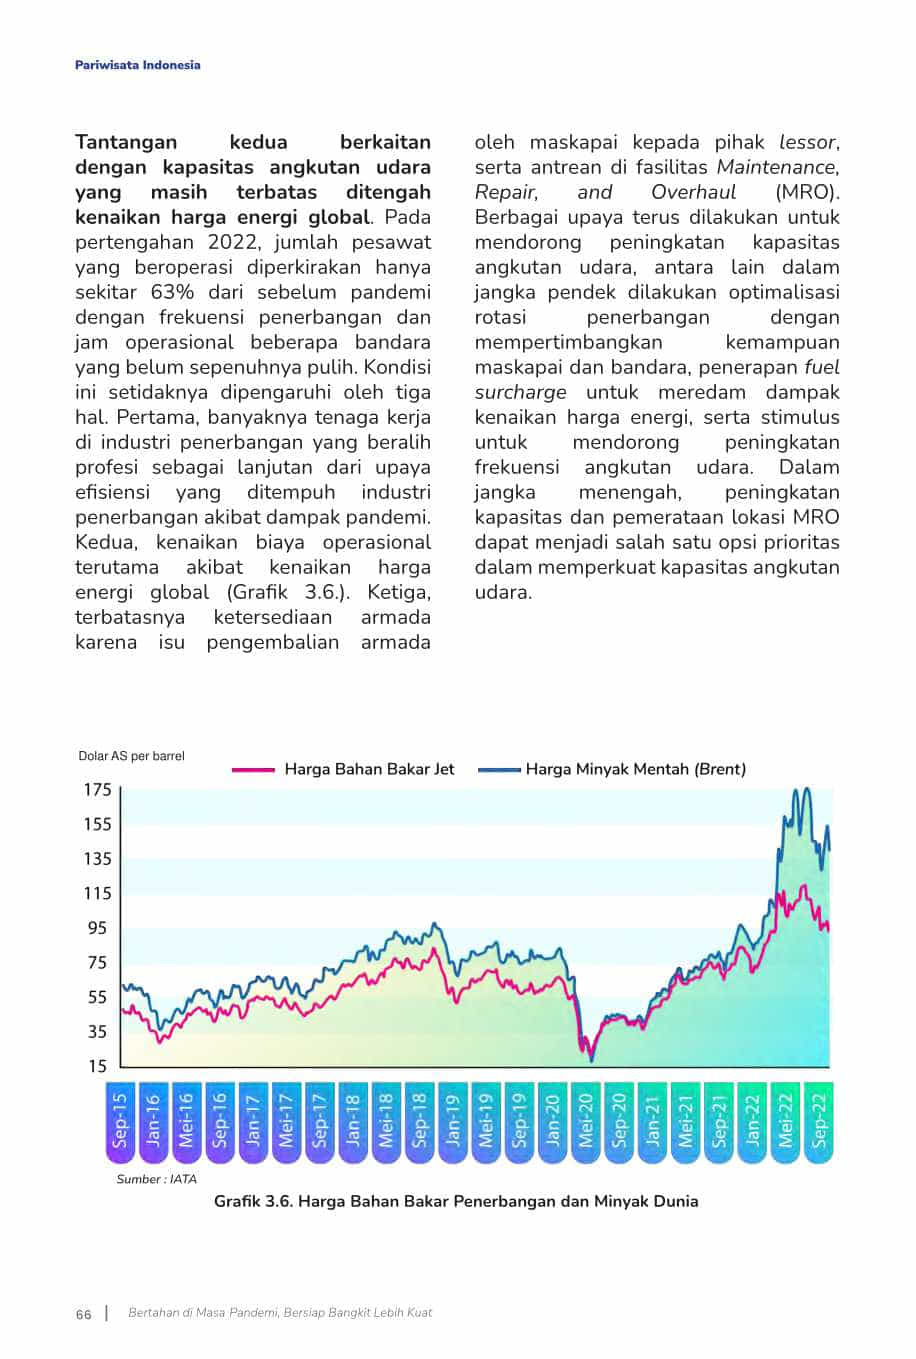 Pariwisata Indonesia
Tantangan kedua berkaitan
dengan kapasitas angkutan udara
yang masih terbatas ditengah
kenaikan harga energi global. Pada
pertengahan 2022, jumlah pesawat
yang beroperasi diperkirakan hanya
sekitar 63% dari sebelum pandemi
dengan frekuensi penerbangan dan
jam operasional beberapa bandara
yang belum sepenuhnya pulih. Kondisi
ini setidaknya dipengaruhi oleh tiga
hal. Pertama, banyaknya tenaga kerja
di industri penerbangan yang beralih
profesi sebagai lanjutan dari upaya
efisiensi yang ditempuh industri
penerbangan akibat dampak pandemi.
Kedua, kenaikan biaya operasional
terutama akibat kenaikan harga
energi global (Grafik 3.6.). Ketiga,
terbatasnya ketersediaan armada
karena isu pengembalian armada
oleh maskapai kepada pihak lessor,
serta antrean di fasilitas Maintenance,
Repair, and Overhaul (MRO).
Berbagai upaya terus dilakukan untuk
mendorong peningkatan kapasitas
angkutan udara, antara lain dalam
jangka pendek dilakukan optimalisasi
rotasi penerbangan dengan
mempertimbangkan kemampuan
maskapai dan bandara, penerapan fuel
surcharge untuk meredam dampak
kenaikan harga energi, serta stimulus
untuk mendorong peningkatan
frekuensi angkutan udara. Dalam
jangka menengah, peningkatan
kapasitas dan pemerataan lokasi MRO
dapat menjadi salah satu opsi prioritas
dalam memperkuat kapasitas angkutan
udara.
Dolar AS per barrel
Harga Bahan Bakar Jet
Harga Minyak Mentah (Brent)
175
155
135
115
95
75
55
35
15
Sep-15
Jan-16
Mei-16
Sep-16
Jan-17
Mei-17
Sep-17
Jan-18
Mei-18
Sep-18
Jan-19
Mei-19
Sep-19
Jan-20
Mei-20
Sep-20
Jan-21
Mei-21
Sep-21
Jan-22
Mei-22
Sep-22
Sumber : IATA
Grafik 3.6. Harga Bahan Bakar Penerbangan dan Minyak Dunia
66 | Bertahan di Masa Pandemi, Bersiap Bangkit Lebih Kuat